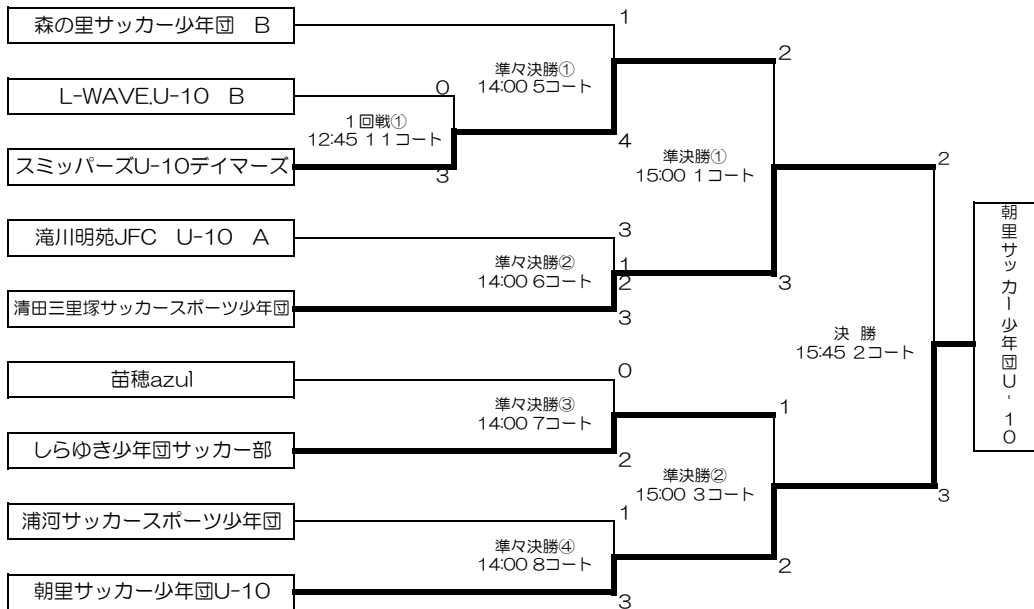 森の里サッカー少年団　B
1
準々決勝①
14:00 5コート
2
L-WAVE.U-10　B
0
1回戦①
12:45 11コート
4
スミッパーズU-10デイマーズ
3
準決勝①
15:00 1コート
2
滝川明苑JFC　U-10　A
3
準々決勝②
14:00 6コート
1
2
3
清田三里塚サッカースポーツ少年団
3
決 勝
15:45 2コート
朝里サッカー少年団U-10
苗穂azul
0
準々決勝③
14:00 7コート
1
しらゆき少年団サッカー部
2
準決勝②
15:00 3コート
3
浦河サッカースポーツ少年団
1
準々決勝④
14:00 8コート
2
朝里サッカー少年団U-10
3